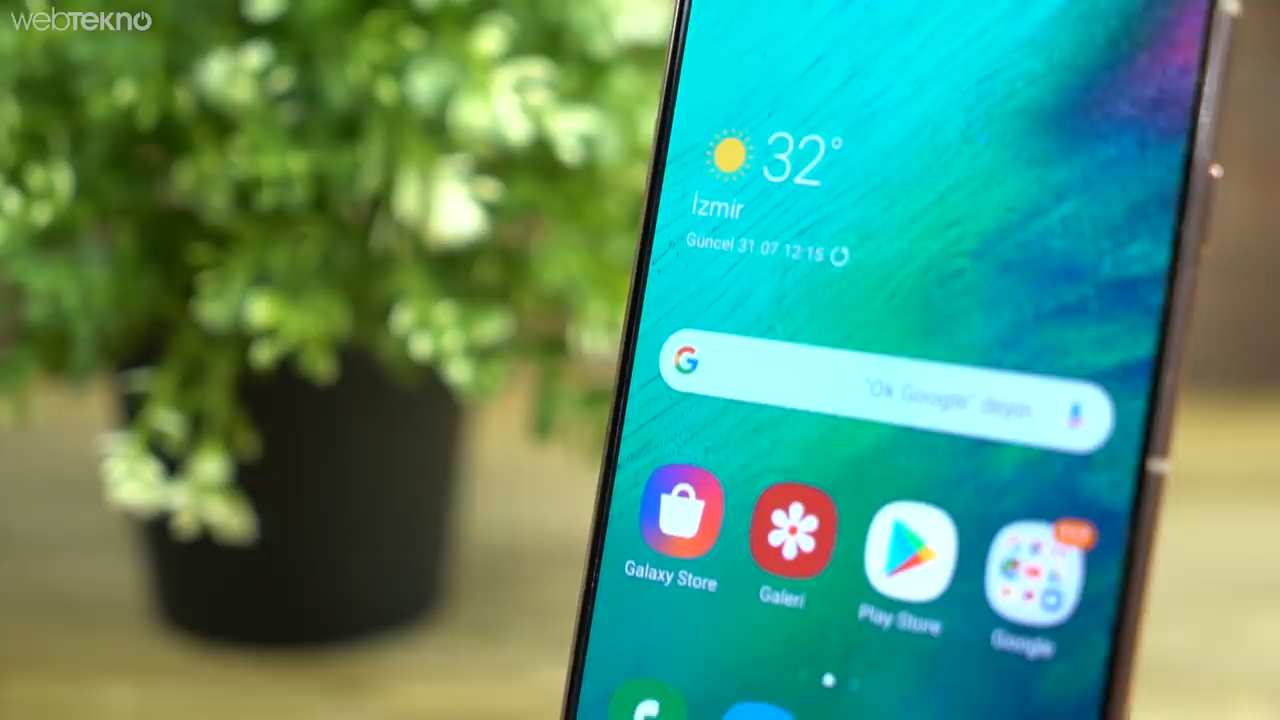 webtekno
32°
İzmir
Güncel 31 07 12:15
"Ok Google" deyin
Galaxy Store
Galeri
Play Store
Google